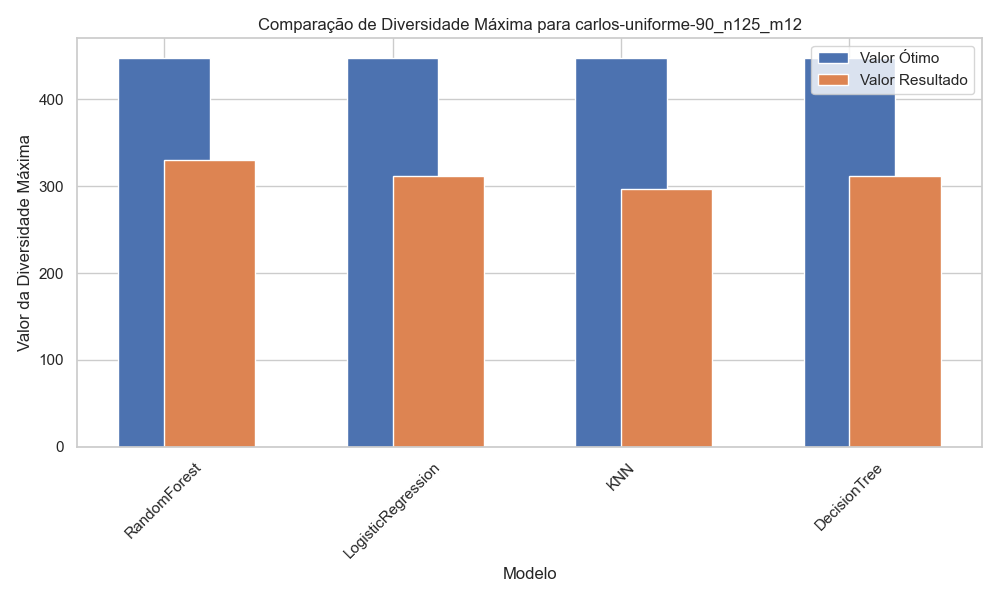 Comparação de Diversidade Máxima para carlos-uniforme-90_n125_m12
Valor Ótimo
Valor Resultado
Valor da Diversidade Máxima
400
300
200
100
0
RandomForest
LogisticRegression
KNN
DecisionTree
Modelo